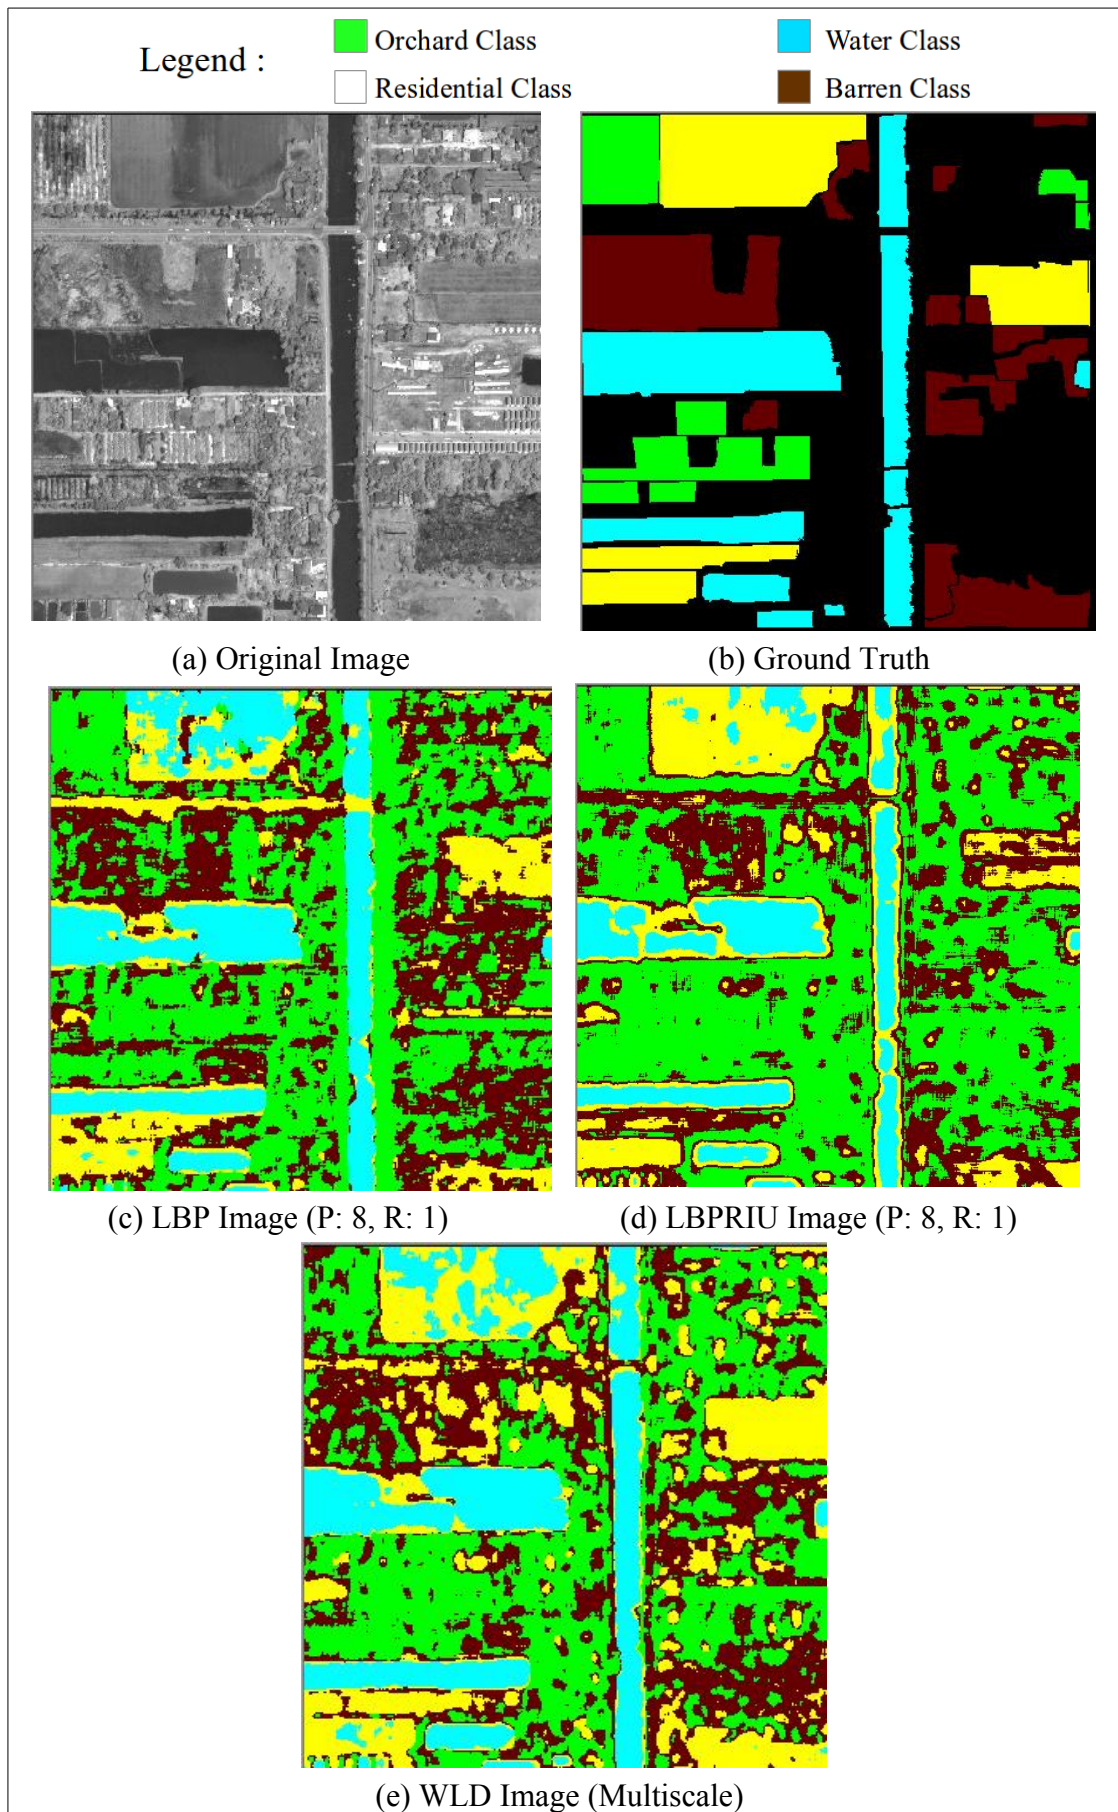 Legend :
Orchard Class
Water Class
Residential Class
Barren Class
(a) Original Image
(b) Ground Truth
(c) LBP Image (P: 8, R: 1)
(d) LBPRIU Image (P: 8, R: 1)
(e) WLD Image (Multiscale)